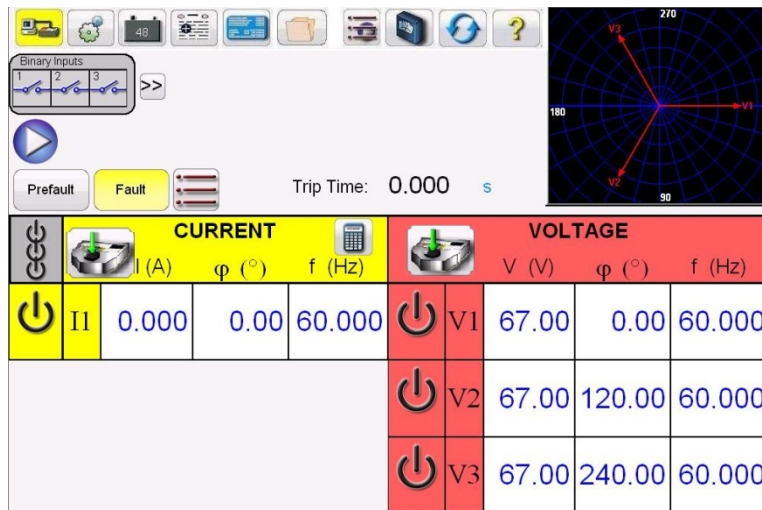 48
?
270
V3
180
V1
V2
90
Binary Inputs
1 2 3
>>
Prefault Fault Trip Time: 0.000 s
CURRENT VOLTAGE
I (A) φ (°) f (Hz) V (V) φ (°) f (Hz)
I1 0.000 0.00 60.000 V1 67.00 0.00 60.000
V2 67.00 120.00 60.000
V3 67.00 240.00 60.000